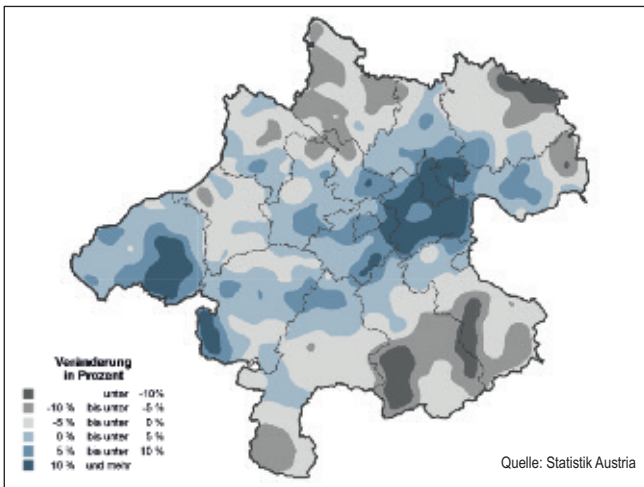 Veränderung
in Prozent
unter -10%
-10 % bis unter -5 %
-5 % bis unter 0 %
0 % bis unter 5 %
5 % bis unter 10 %
10 % und mehr
Quelle: Statistik Austria